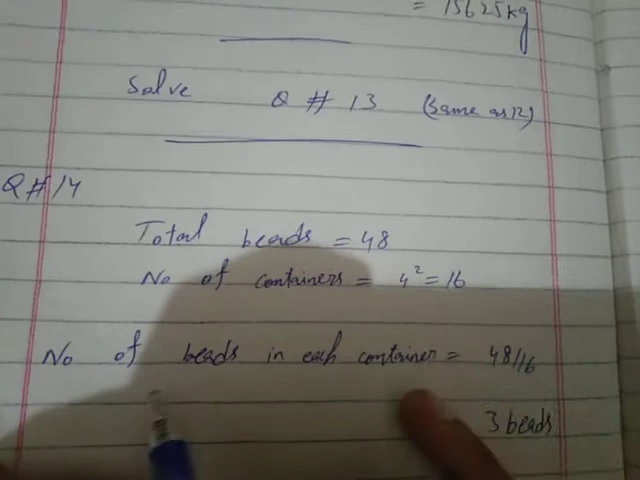 = 15625kg
Solve Q # 13 (Same as 12)
Q # 14
Total beads = 48
No of containers = 4² = 16
No of beads in each container = 48/16
3 beads